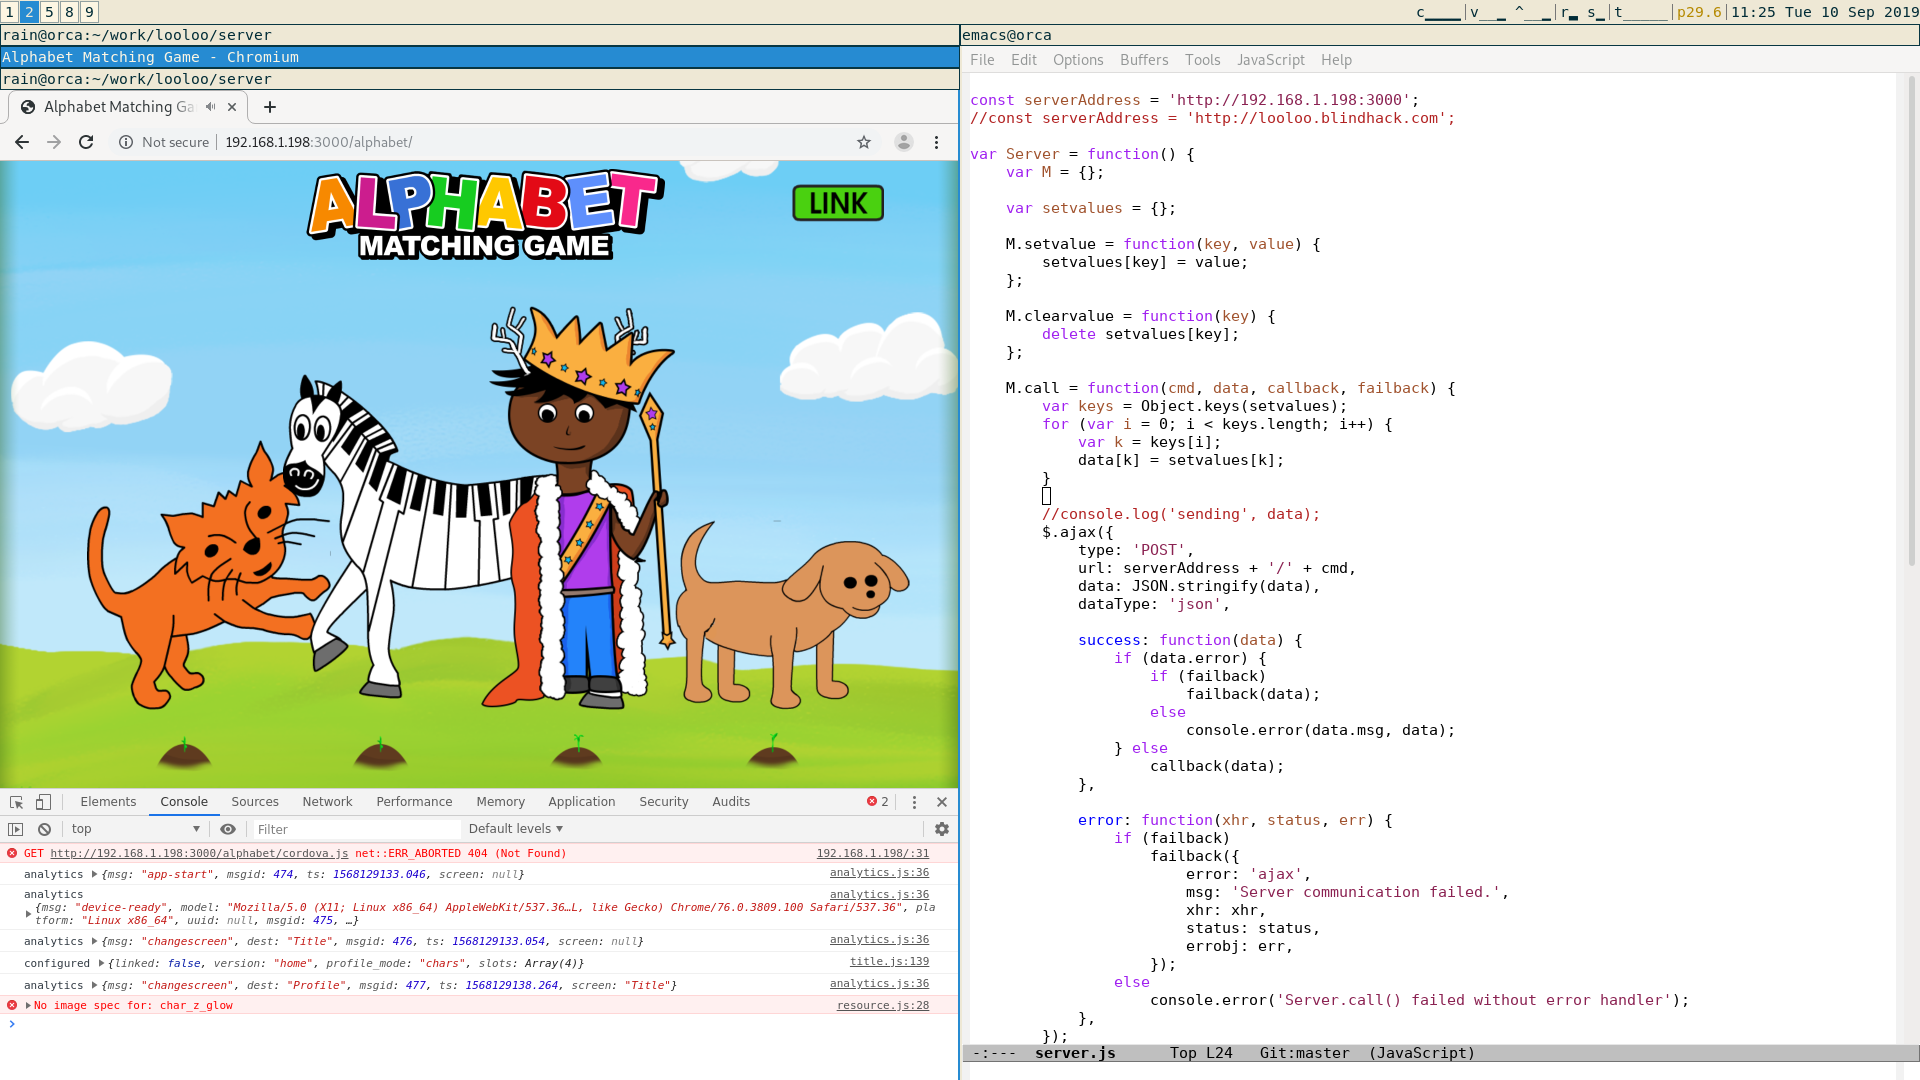 1 2 5 8 9
c____|v__▂ ^__▂|r▃ s▂|t_____|p29.6|11:25 Tue 10 Sep 2019
rain@orca:~/work/looloo/server
Alphabet Matching Game - Chromium
rain@orca:~/work/looloo/server
Alphabet Matching Ga
Not secure | 192.168.1.198:3000/alphabet/
ALPHABET
MATCHING GAME
LINK
Elements Console Sources Network Performance Memory Application Security Audits 2
top Filter Default levels
GET http://192.168.1.198:3000/alphabet/cordova.js net::ERR_ABORTED 404 (Not Found) 192.168.1.198/:31
analytics {msg: "app-start", msgid: 474, ts: 1568129133.046, screen: null} analytics.js:36
analytics analytics.js:36
{msg: "device-ready", model: "Mozilla/5.0 (X11; Linux x86_64) AppleWebKit/537.36…L, like Gecko) Chrome/76.0.3809.100 Safari/537.36", pla
tform: "Linux x86_64", uuid: null, msgid: 475, …}
analytics {msg: "changescreen", dest: "Title", msgid: 476, ts: 1568129133.054, screen: null} analytics.js:36
configured {linked: false, version: "home", profile_mode: "chars", slots: Array(4)} title.js:139
analytics {msg: "changescreen", dest: "Profile", msgid: 477, ts: 1568129138.264, screen: "Title"} analytics.js:36
No image spec for: char_z_glow resource.js:28
emacs@orca
File Edit Options Buffers Tools JavaScript Help
const serverAddress = 'http://192.168.1.198:3000';
//const serverAddress = 'http://looloo.blindhack.com';
var Server = function() {
var M = {};
var setvalues = {};
M.setvalue = function(key, value) {
setvalues[key] = value;
};
M.clearvalue = function(key) {
delete setvalues[key];
};
M.call = function(cmd, data, callback, failback) {
var keys = Object.keys(setvalues);
for (var i = 0; i < keys.length; i++) {
var k = keys[i];
data[k] = setvalues[k];
}
//console.log('sending', data);
$.ajax({
type: 'POST',
url: serverAddress + '/' + cmd,
data: JSON.stringify(data),
dataType: 'json',
success: function(data) {
if (data.error) {
if (failback)
failback(data);
else
console.error(data.msg, data);
} else
callback(data);
},
error: function(xhr, status, err) {
if (failback)
failback({
error: 'ajax',
msg: 'Server communication failed.',
xhr: xhr,
status: status,
errobj: err,
});
else
console.error('Server.call() failed without error handler');
},
});
-:--- server.js Top L24 Git:master (JavaScript)